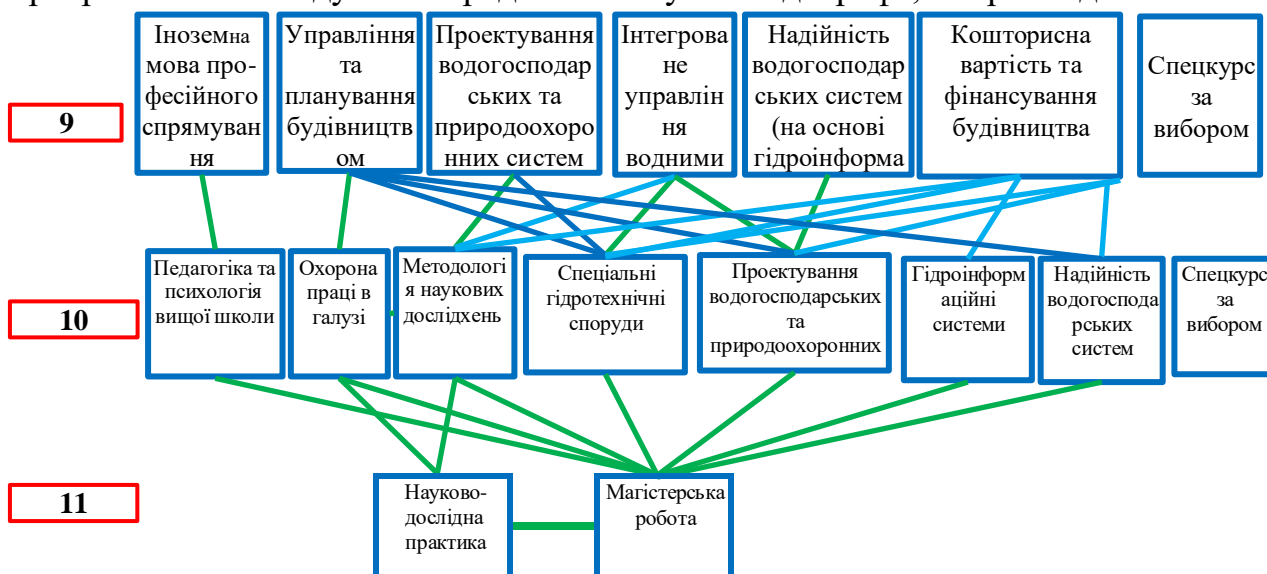 Іноземна
мова про-
фесійного
спрямуван
ня
Управління
та
планування
будівництв
ом
Проектування
водогосподар
ських та
природоохоро
нних систем
Інтегрова
не
управлін
ня
водними
Надійність
водогосподар
ських систем
(на основі
гідроінформа
Кошторисна
вартість та
фінансування
будівництва
Спецкурс
за
вибором
9
Педагогіка та
психологія
вищої школи
Охорона
праці в
галузі
Методологі
я наукових
досліджень
Спеціальні
гідротехнічні
споруди
Проектування
водогосподарських
та
природоохоронних
Гідроінформ
аційні
системи
Надійність
водогоспода
рських
систем
Спецкурс
за
вибором
10
11
Науково-
дослідна
практика
Магістерська
робота